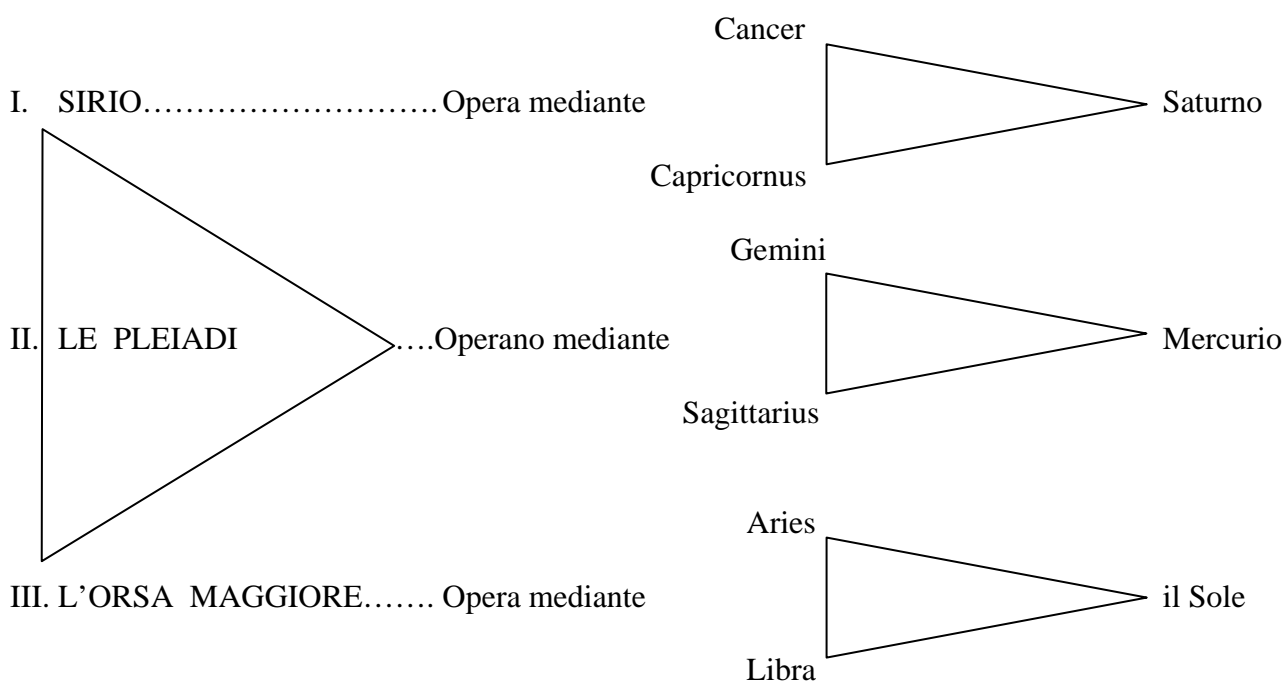 Cancer
I. SIRIO……………………….Opera mediante Saturno
Capricornus
Gemini
II. LE PLEIADI ….Operano mediante Mercurio
Sagittarius
Aries
III. L’ORSA MAGGIORE……. Opera mediante il Sole
Libra